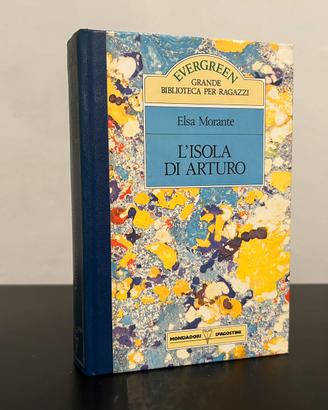 EVERGREEN
GRANDE
BIBLIOTECA PER RAGAZZI
Elsa Morante
L'ISOLA
DI ARTURO
MONDADORI DEAGOSTINI